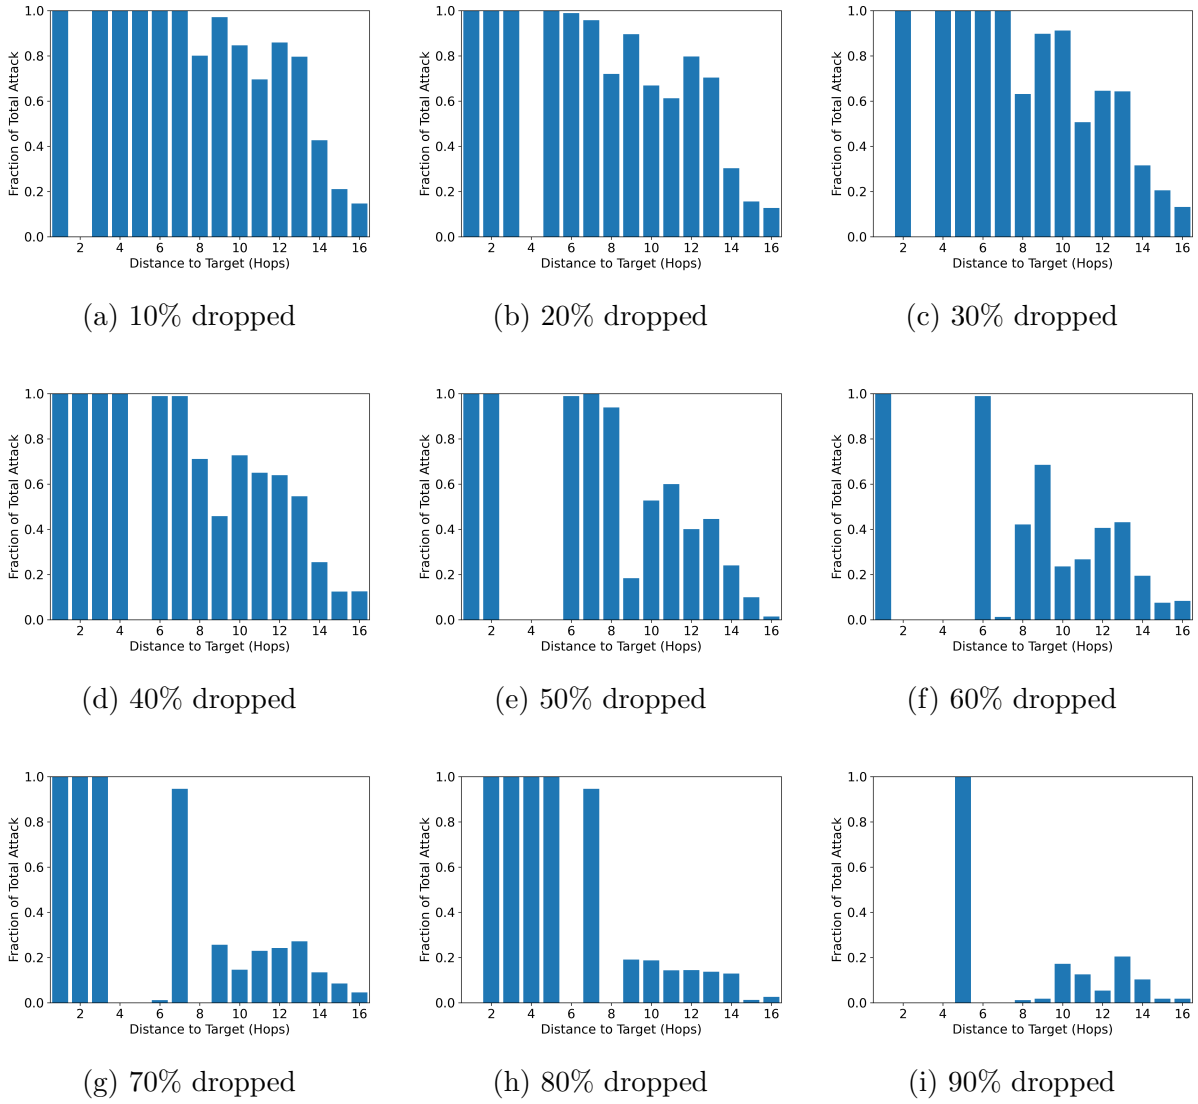 1.0 1.0 1.0
0.8 0.8 0.8
0.6 0.6 0.6
0.4 0.4 0.4
0.2 0.2 0.2
0.0 0.0 0.0
Fraction of Total Attack Fraction of Total Attack Fraction of Total Attack
2 4 6 8 10 12 14 16 2 4 6 8 10 12 14 16 2 4 6 8 10 12 14 16
Distance to Target (Hops) Distance to Target (Hops) Distance to Target (Hops)
(a) 10% dropped (b) 20% dropped (c) 30% dropped
1.0 1.0 1.0
0.8 0.8 0.8
0.6 0.6 0.6
0.4 0.4 0.4
0.2 0.2 0.2
0.0 0.0 0.0
Fraction of Total Attack Fraction of Total Attack Fraction of Total Attack
2 4 6 8 10 12 14 16 2 4 6 8 10 12 14 16 2 4 6 8 10 12 14 16
Distance to Target (Hops) Distance to Target (Hops) Distance to Target (Hops)
(d) 40% dropped (e) 50% dropped (f) 60% dropped
1.0 1.0 1.0
0.8 0.8 0.8
0.6 0.6 0.6
0.4 0.4 0.4
0.2 0.2 0.2
0.0 0.0 0.0
Fraction of Total Attack Fraction of Total Attack Fraction of Total Attack
2 4 6 8 10 12 14 16 2 4 6 8 10 12 14 16 2 4 6 8 10 12 14 16
Distance to Target (Hops) Distance to Target (Hops) Distance to Target (Hops)
(g) 70% dropped (h) 80% dropped (i) 90% dropped